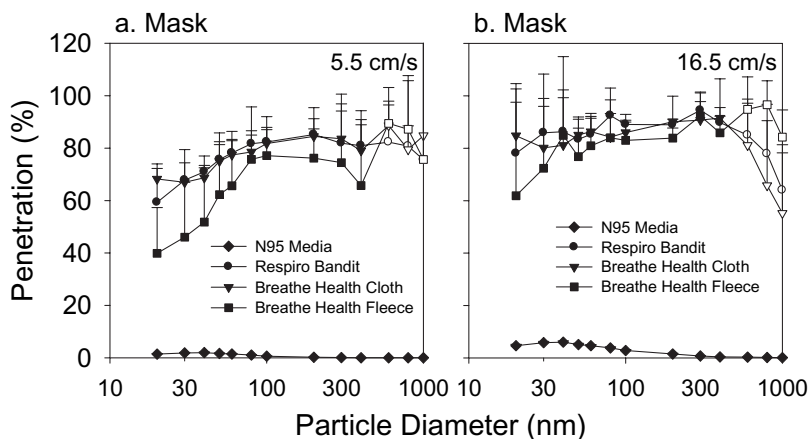 a. Mask
b. Mask
120
100
80
60
40
20
0
Penetration (%)
5.5 cm/s
16.5 cm/s
N95 Media
Respiro Bandit
Breathe Health Cloth
Breathe Health Fleece
N95 Media
Respiro Bandit
Breathe Health Cloth
Breathe Health Fleece
10 30 100 300 1000
10 30 100 300 1000
Particle Diameter (nm)